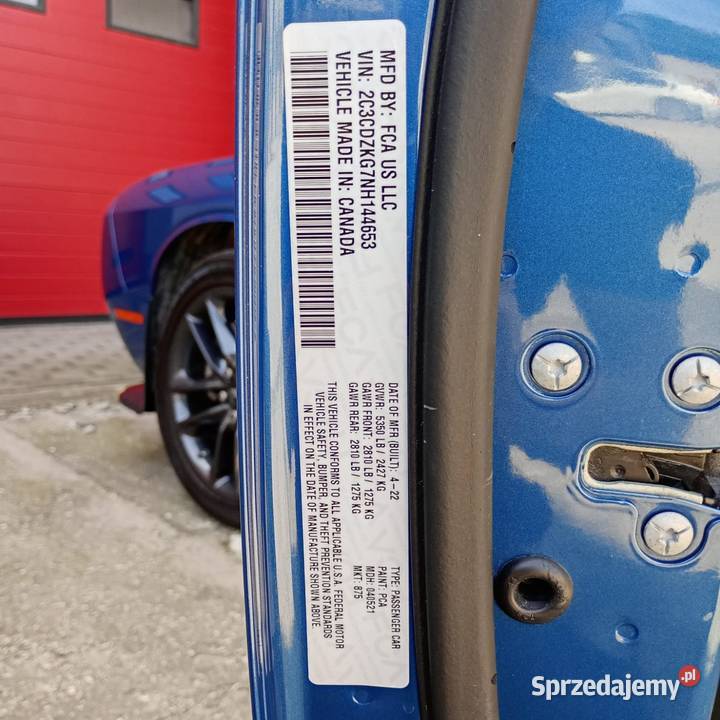 MFD BY: FCA US LLC
VIN: 2C3CDZKG7NH144653
VEHICLE MADE IN: CANADA
DATE OF MFR (BUILT): 4-22
GVWR: 5350 LB / 2427 KG
GAWR FRONT: 2810 LB / 1275 KG
GAWR REAR: 2810 LB / 1275 KG
TYPE: PASSENGER CAR
PAINT: PCA
MDH: 040521
MKT: 875
THIS VEHICLE CONFORMS TO ALL APPLICABLE U.S.A. FEDERAL MOTOR
VEHICLE SAFETY, BUMPER, AND THEFT PREVENTION STANDARDS
IN EFFECT ON THE DATE OF MANUFACTURE SHOWN ABOVE.
Sprzedajemy.pl